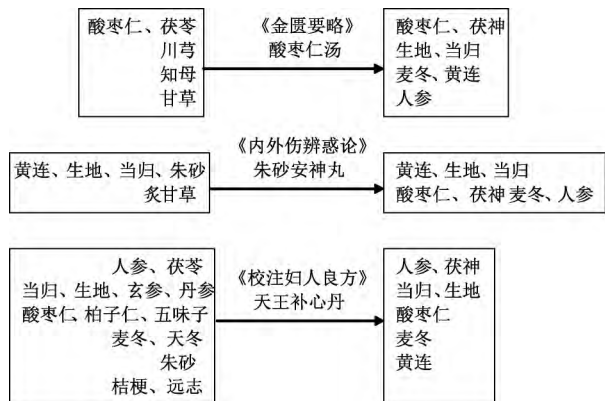 酸枣仁、茯苓
川芎
知母
甘草
《金匮要略》
酸枣仁汤
酸枣仁、茯神
生地、当归
麦冬、黄连
人参
黄连、生地、当归、朱砂
炙甘草
《内外伤辨惑论》
朱砂安神丸
黄连、生地、当归
酸枣仁、茯神 麦冬、人参
人参、茯苓
当归、生地、玄参、丹参
酸枣仁、柏子仁、五味子
麦冬、天冬
朱砂
桔梗、远志
《校注妇人良方》
天王补心丹
人参、茯神
当归、生地
酸枣仁
麦冬
黄连